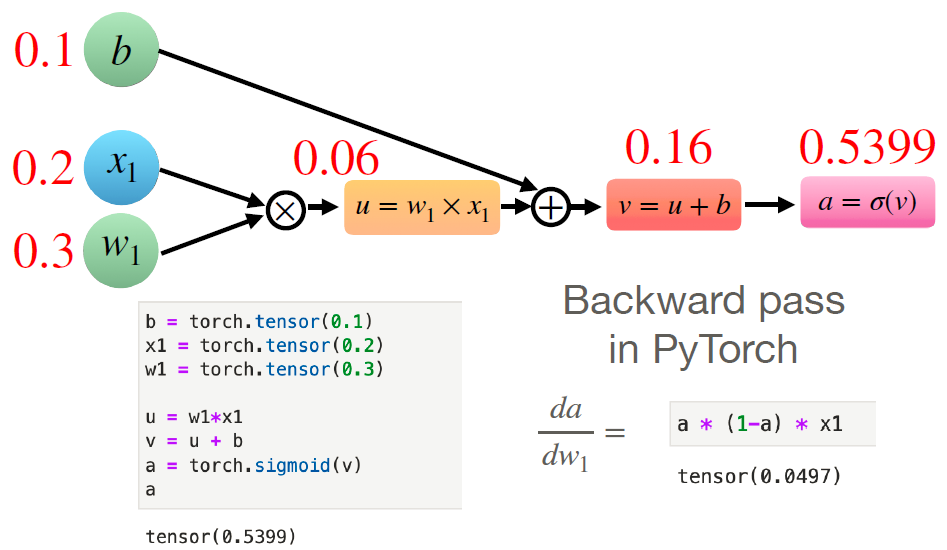 0.1 b
0.2 x₁
0.3 w₁
0.06
×
u = w₁ × x₁
+
0.16
v = u + b
0.5399
a = σ(v)
b = torch.tensor(0.1)
x1 = torch.tensor(0.2)
w1 = torch.tensor(0.3)
u = w1*x1
v = u + b
a = torch.sigmoid(v)
a
tensor(0.5399)
Backward pass
in PyTorch
da
dw₁
=
a * (1-a) * x1
tensor(0.0497)